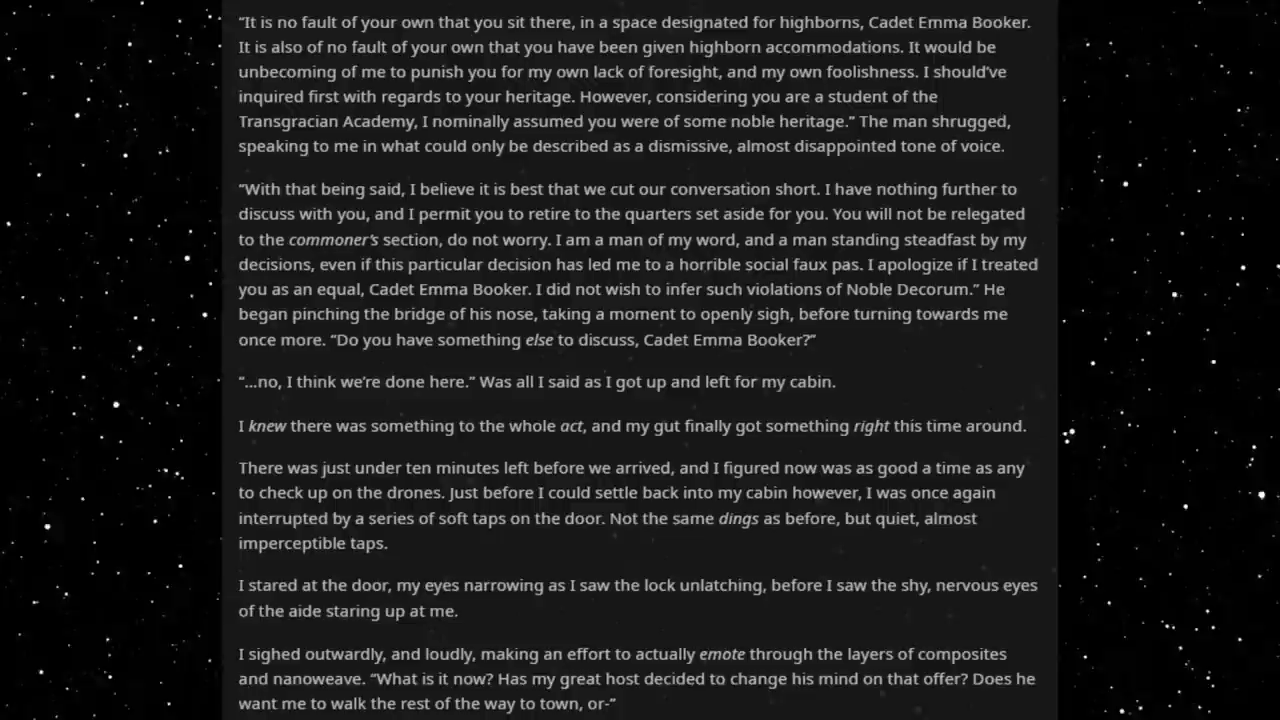 “It is no fault of your own that you sit there, in a space designated for highborns, Cadet Emma Booker.
It is also of no fault of your own that you have been given highborn accommodations. It would be
unbecoming of me to punish you for my own lack of foresight, and my own foolishness. I should’ve
inquired first with regards to your heritage. However, considering you are a student of the
Transgracian Academy, I nominally assumed you were of some noble heritage.” The man shrugged,
speaking to me in what could only be described as a dismissive, almost disappointed tone of voice.
“With that being said, I believe it is best that we cut our conversation short. I have nothing further to
discuss with you, and I permit you to retire to the quarters set aside for you. You will not be relegated
to the commoner’s section, do not worry. I am a man of my word, and a man standing steadfast by my
decisions, even if this particular decision has led me to a horrible social faux pas. I apologize if I treated
you as an equal, Cadet Emma Booker. I did not wish to infer such violations of Noble Decorum.” He
began pinching the bridge of his nose, taking a moment to openly sigh, before turning towards me
once more. “Do you have something else to discuss, Cadet Emma Booker?”
“…no, I think we’re done here.” Was all I said as I got up and left for my cabin.
I knew there was something to the whole act, and my gut finally got something right this time around.
There was just under ten minutes left before we arrived, and I figured now was as good a time as any
to check up on the drones. Just before I could settle back into my cabin however, I was once again
interrupted by a series of soft taps on the door. Not the same dings as before, but quiet, almost
imperceptible taps.
I stared at the door, my eyes narrowing as I saw the lock unlatching, before I saw the shy, nervous eyes
of the aide staring up at me.
I sighed outwardly, and loudly, making an effort to actually emote through the layers of composites
and nanoweave. “What is it now? Has my great host decided to change his mind on that offer? Does he
want me to walk the rest of the way to town, or-”